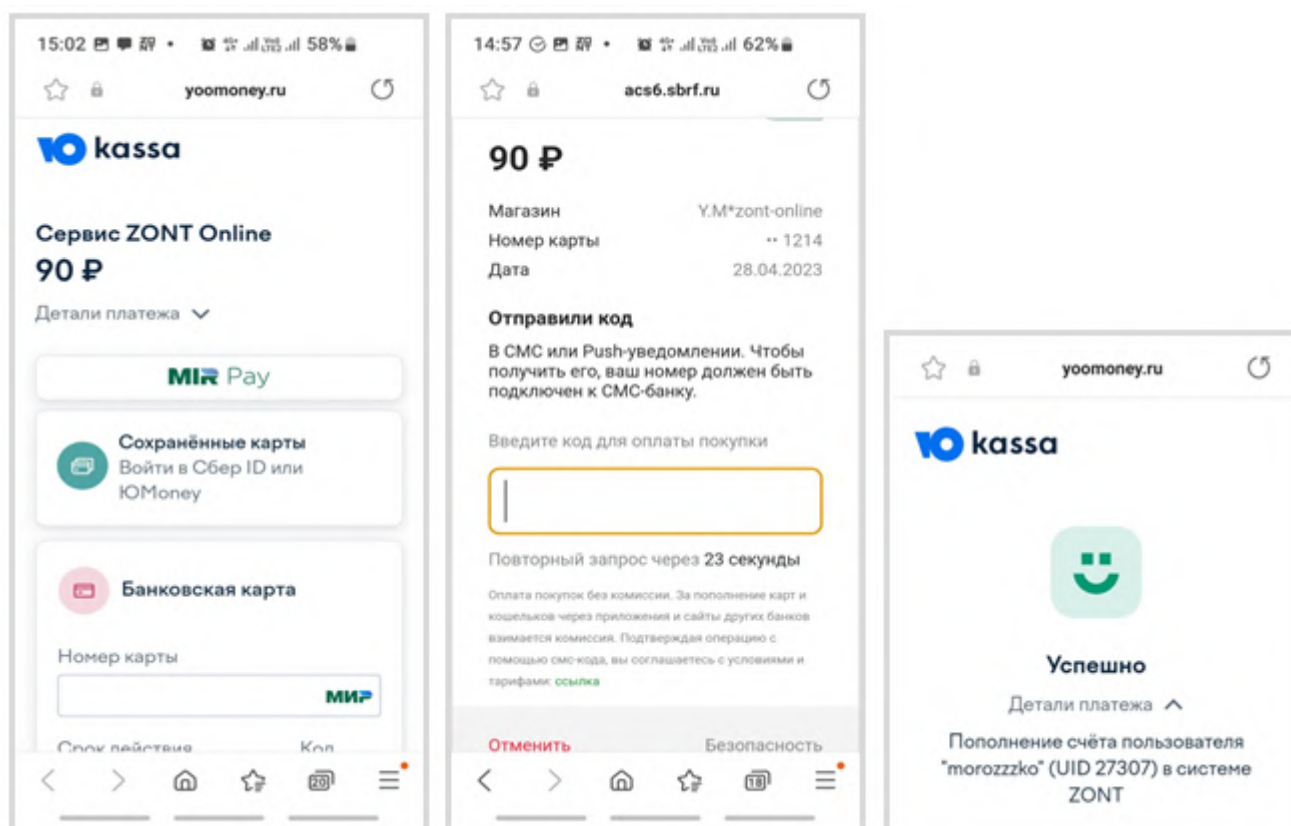 15:02 58%
yoomoney.ru
Ю kassa
Сервис ZONT Online
90 ₽
Детали платежа
MIR Pay
Сохранённые карты
Войти в Сбер ID или
ЮMoney
Банковская карта
Номер карты
МИР
Срок действия Код
20
14:57 62%
acs6.sbrf.ru
90 ₽
Магазин Y.M*zont-online
Номер карты •• 1214
Дата 28.04.2023
Отправили код
В СМС или Push-уведомлении. Чтобы
получить его, ваш номер должен быть
подключен к СМС-банку.
Введите код для оплаты покупки
Повторный запрос через 23 секунды
Оплата покупок без комиссии. За пополнение карт и
кошельков через приложения и сайты других банков
взимается комиссия. Подтверждая операцию с
помощью смс-кода, вы соглашаетесь с условиями и
тарифами: ссылка
Отменить Безопасность
18
yoomoney.ru
Ю kassa
Успешно
Детали платежа
Пополнение счёта пользователя
"morozzzko" (UID 27307) в системе
ZONT